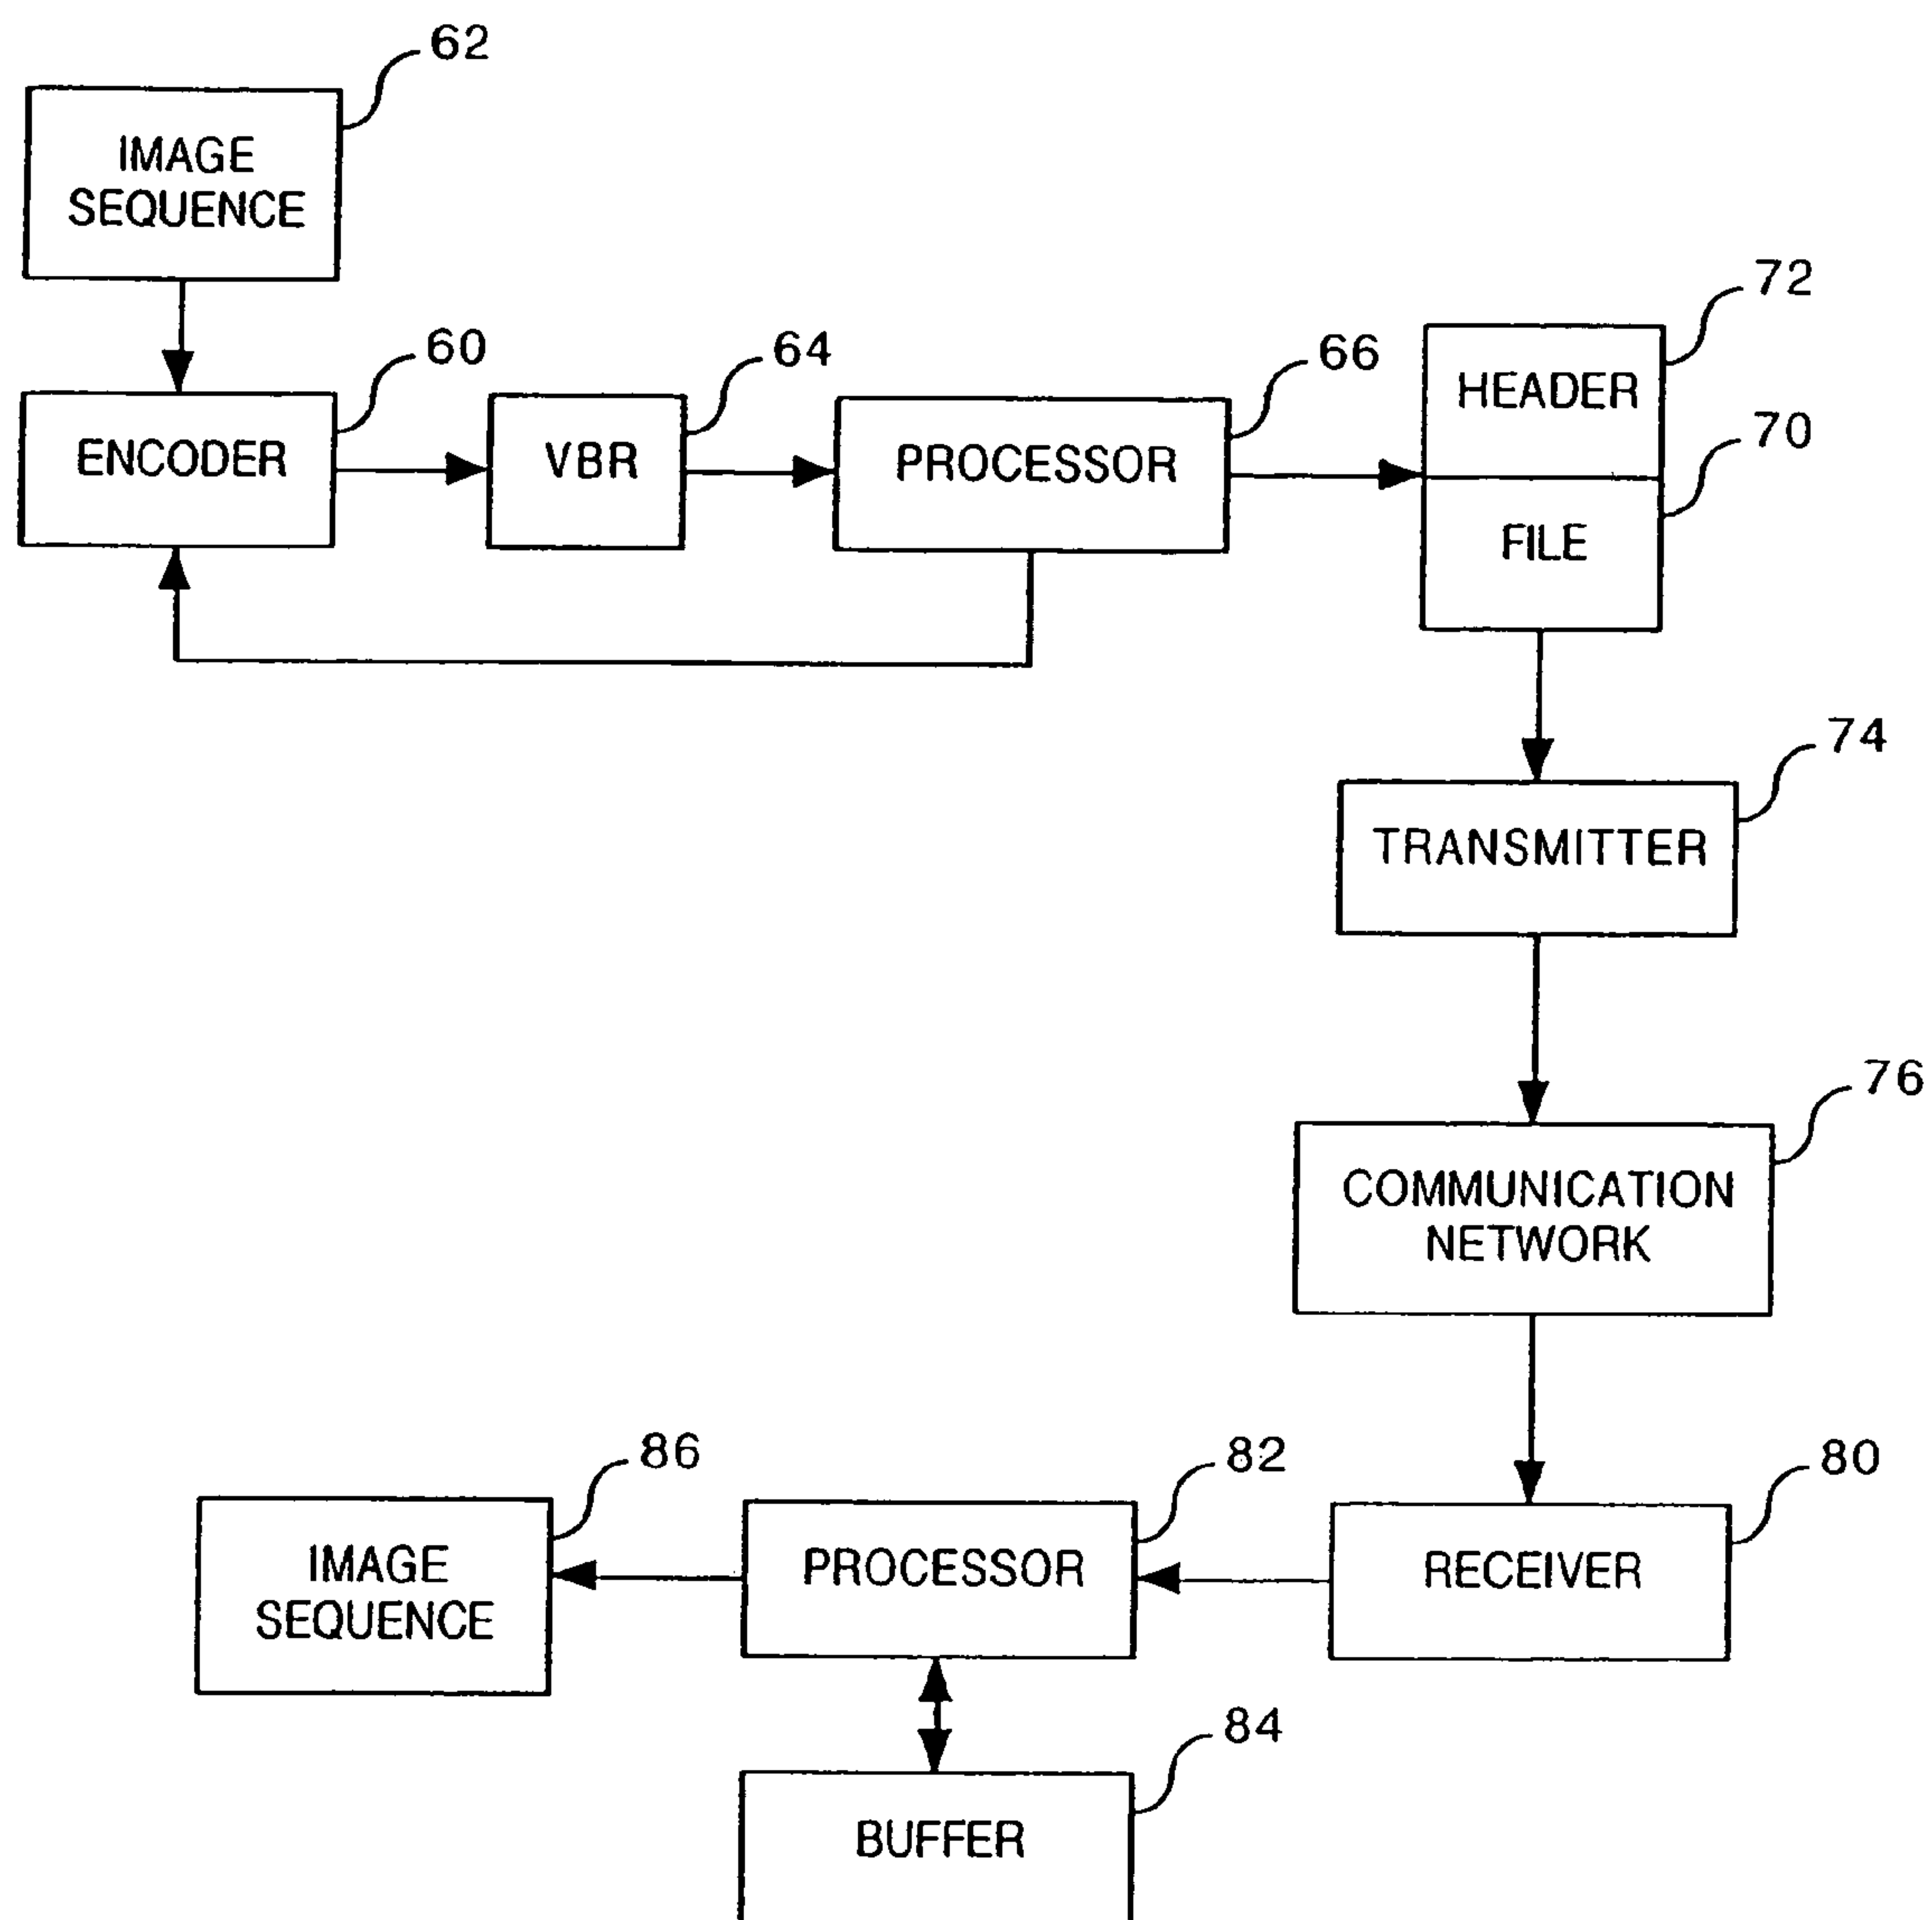 62
IMAGE
SEQUENCE
72
60
64
66
HEADER
70
ENCODER
VBR
PROCESSOR
FILE
74
TRANSMITTER
76
COMMUNICATION
NETWORK
86
82
80
IMAGE
SEQUENCE
PROCESSOR
RECEIVER
84
BUFFER